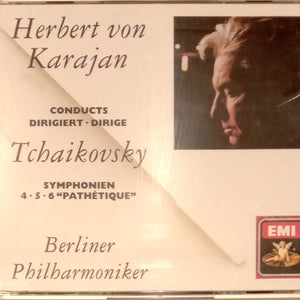 Herbert von
Karajan
CONDUCTS
DIRIGIERT · DIRIGE
Tchaikovsky
SYMPHONIEN
4 · 5 · 6 "PATHÉTIQUE"
Berliner
Philharmoniker
EMI